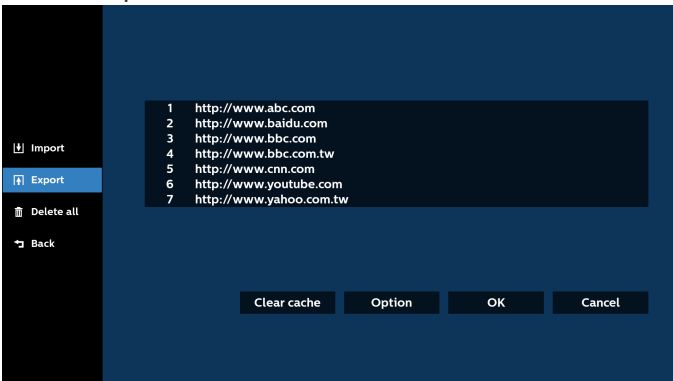 Import
Export
Delete all
Back
1 http://www.abc.com
2 http://www.baidu.com
3 http://www.bbc.com
4 http://www.bbc.com.tw
5 http://www.cnn.com
6 http://www.youtube.com
7 http://www.yahoo.com.tw
Clear cache Option OK Cancel